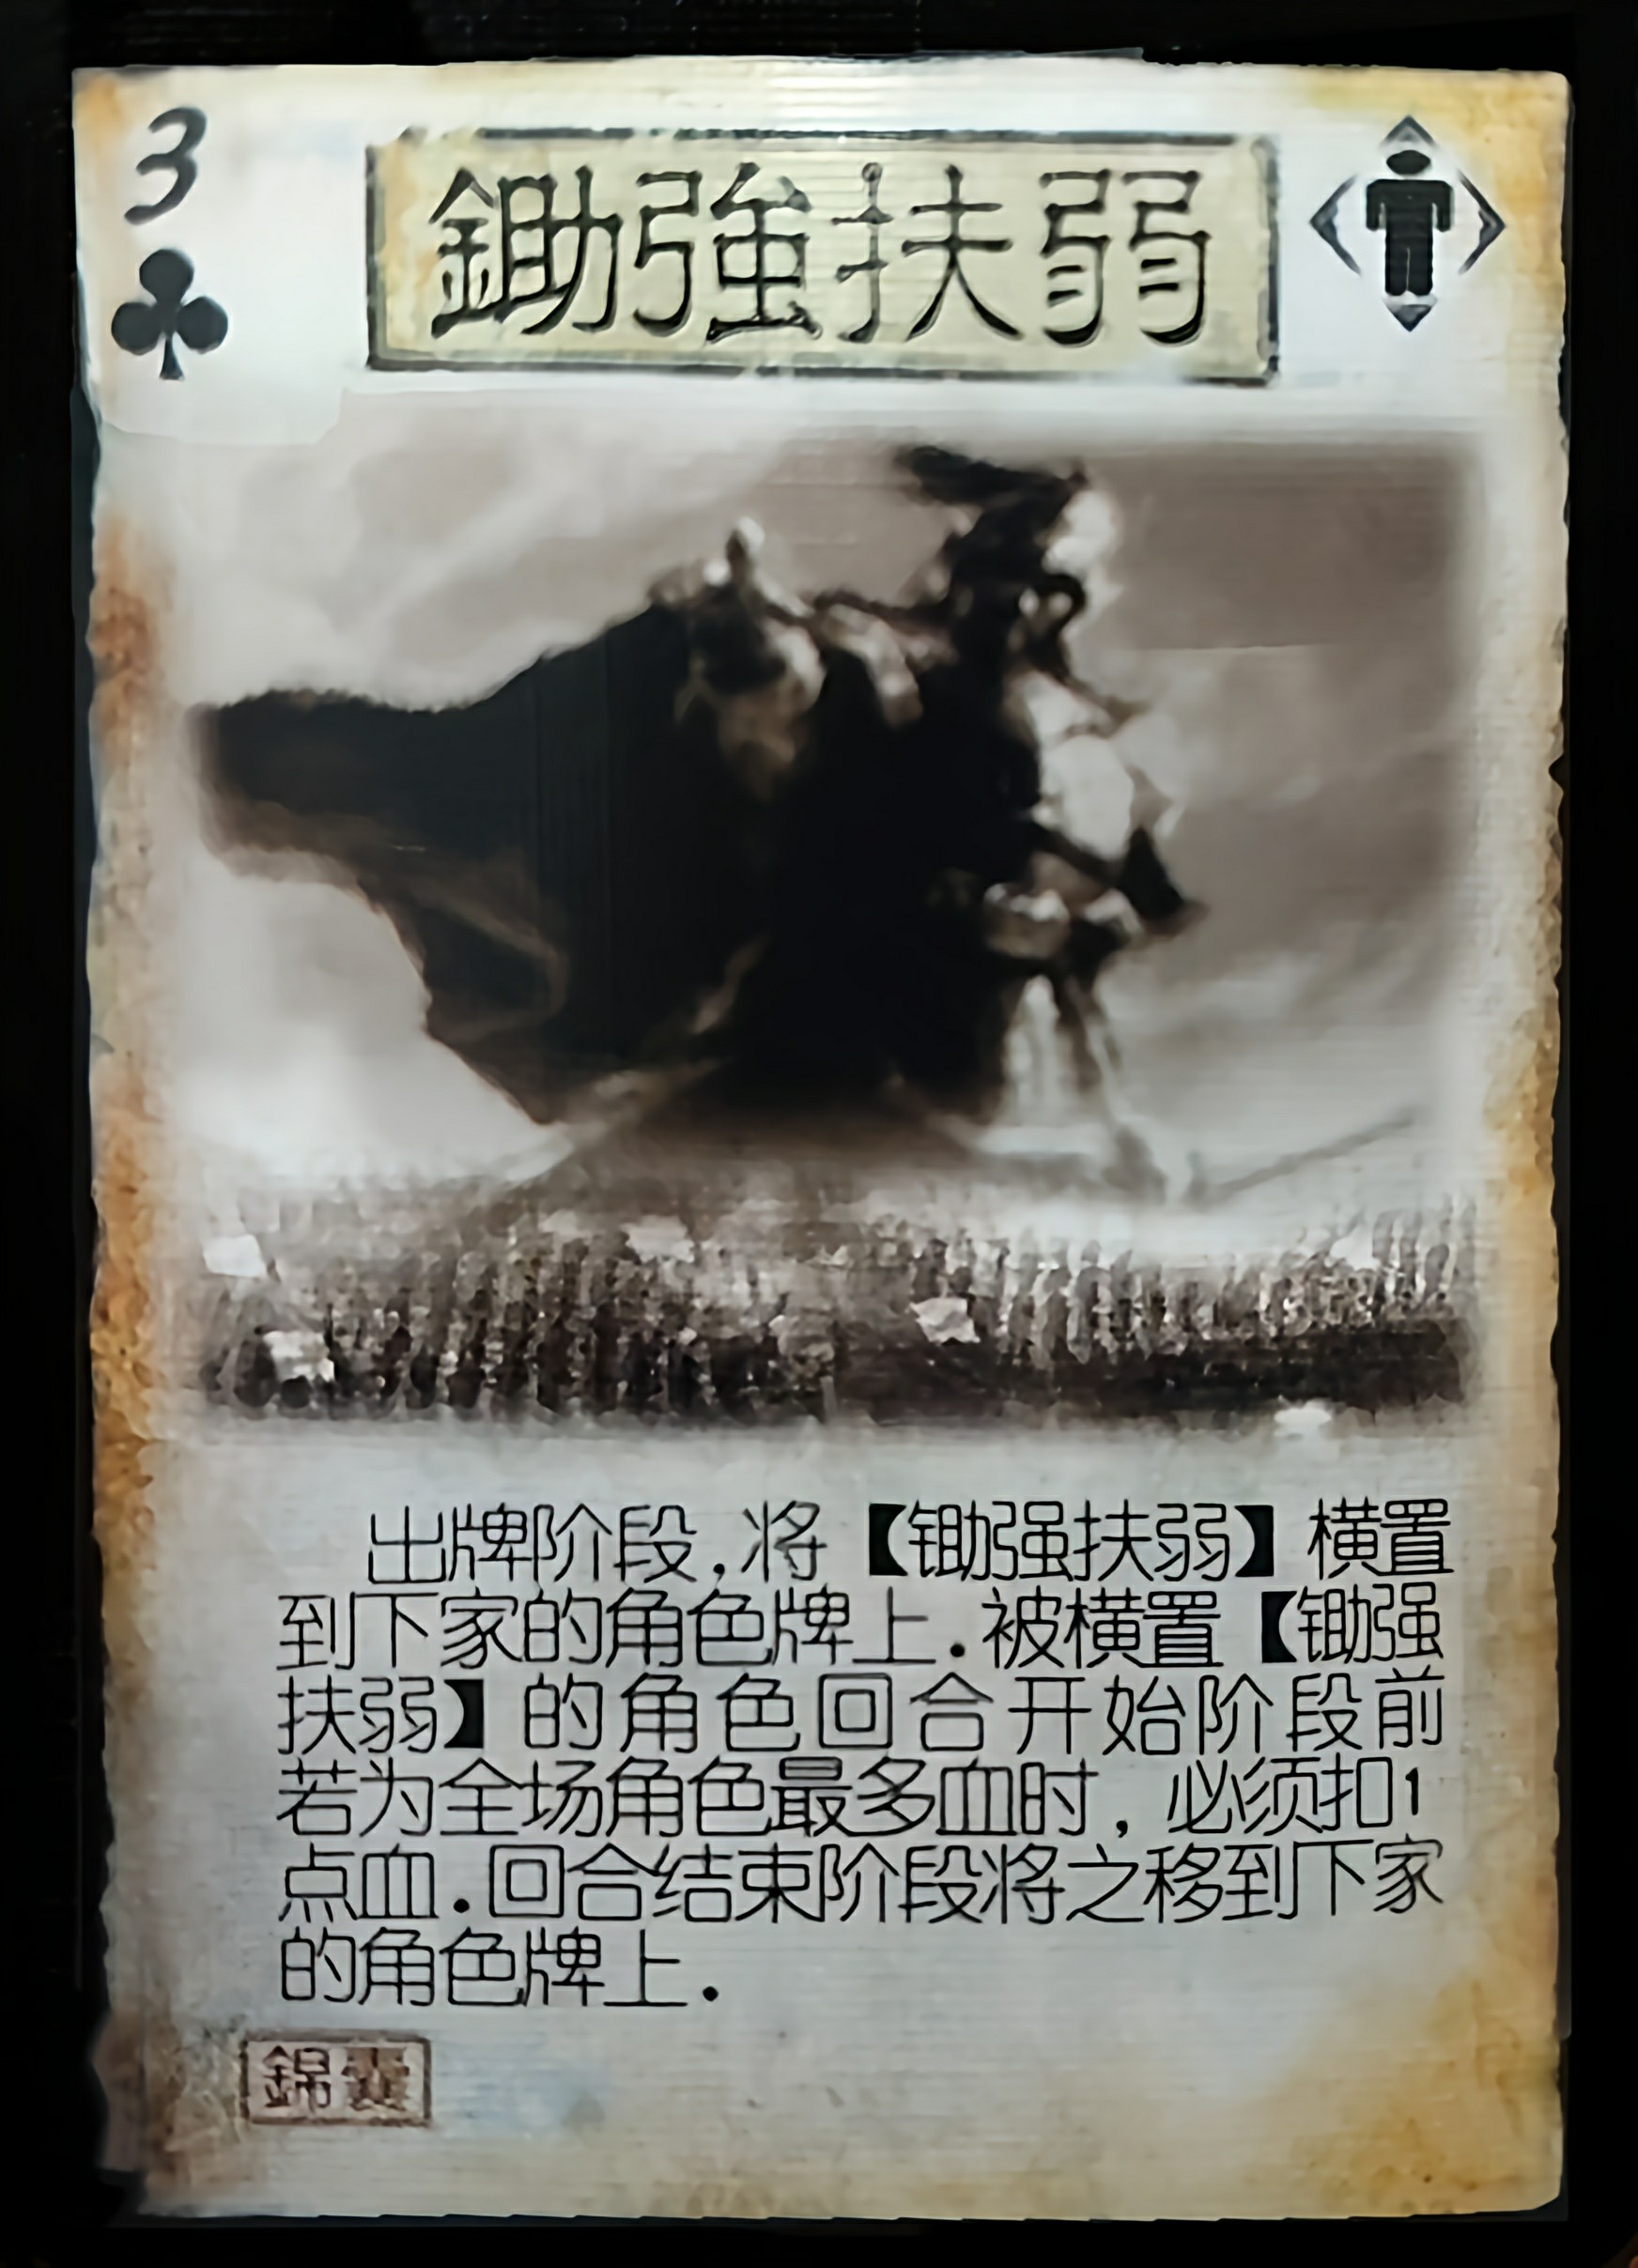 3
鋤強扶弱
出牌阶段,将【锄强扶弱】横置
到下家的角色牌上.被横置【锄强
扶弱】的角色回合开始阶段前
若为全场角色最多血时,必须扣1
点血.回合结束阶段将之移到下家
的角色牌上.
錦囊